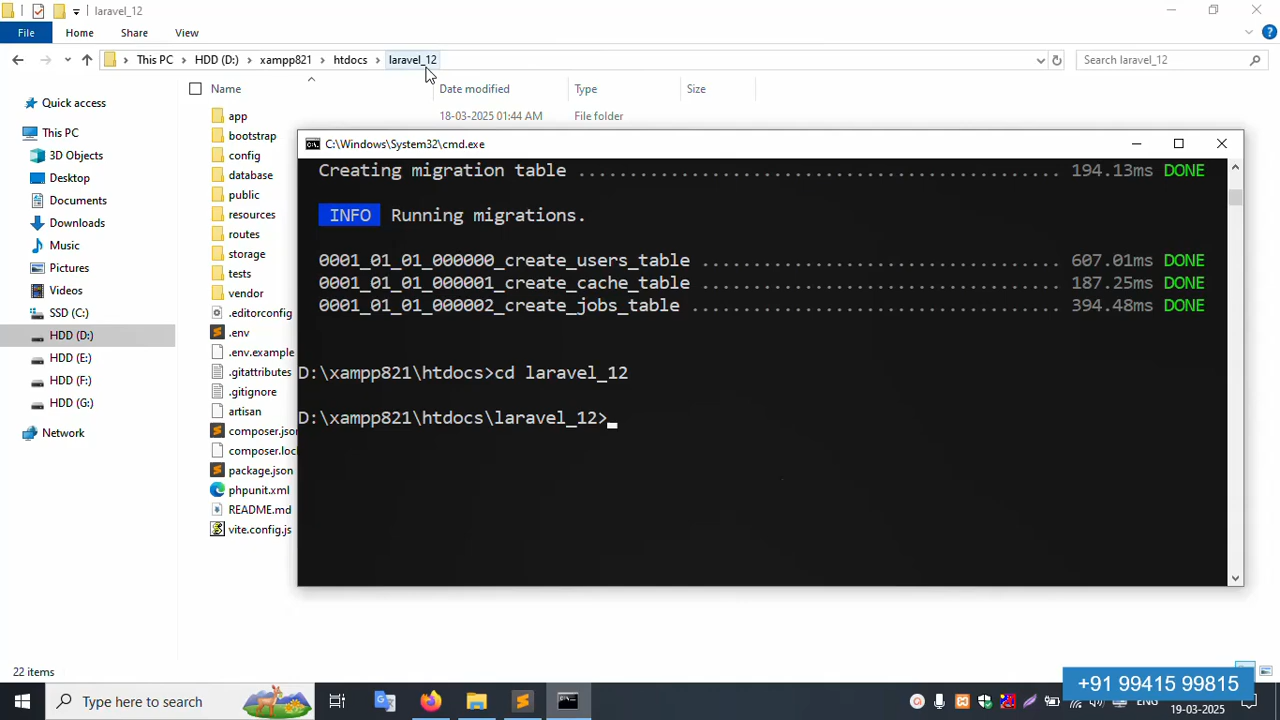 laravel_12
File Home Share View
This PC HDD (D:) xampp821 htdocs laravel_12 Search laravel_12
Name Date modified Type Size
Quick access
This PC
3D Objects
Desktop
Documents
Downloads
Music
Pictures
Videos
SSD (C:)
HDD (D:)
HDD (E:)
HDD (F:)
HDD (G:)
Network
app 18-03-2025 01:44 AM File folder
bootstrap
config
database
public
resources
routes
storage
tests
vendor
.editorconfig
.env
.env.example
.gitattributes
.gitignore
artisan
composer.json
composer.loc
package.json
phpunit.xml
README.md
vite.config.js
C:\Windows\System32\cmd.exe
Creating migration table ............................................... 194.13ms DONE
INFO Running migrations.
0001_01_01_000000_create_users_table ................................... 607.01ms DONE
0001_01_01_000001_create_cache_table ................................... 187.25ms DONE
0001_01_01_000002_create_jobs_table .................................... 394.48ms DONE
D:\xampp821\htdocs>cd laravel_12
D:\xampp821\htdocs\laravel_12>
22 items
+91 99415 99815
Type here to search
ENG
19-03-2025